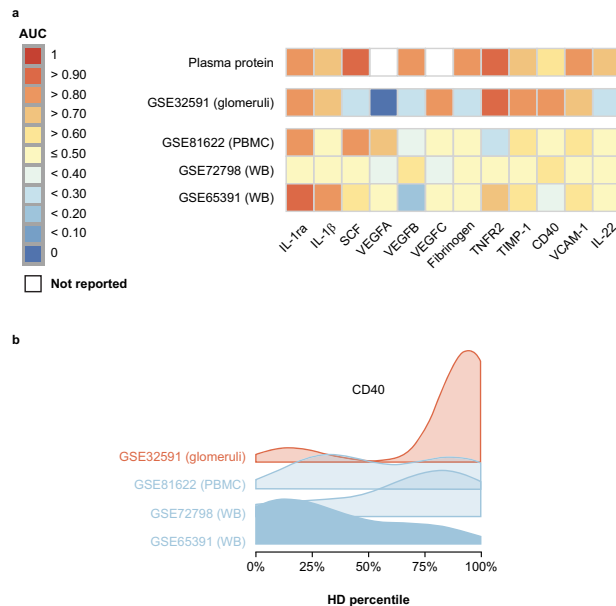 a
AUC
1
> 0.90
> 0.80
> 0.70
> 0.60
≤ 0.50
< 0.40
< 0.30
< 0.20
< 0.10
0
Not reported
Plasma protein
GSE32591 (glomeruli)
GSE81622 (PBMC)
GSE72798 (WB)
GSE65391 (WB)
IL-1ra
IL-1β
SCF
VEGFA
VEGFB
VEGFC
Fibrinogen
TNFR2
TIMP-1
CD40
VCAM-1
IL-22
b
CD40
GSE32591 (glomeruli)
GSE81622 (PBMC)
GSE72798 (WB)
GSE65391 (WB)
0% 25% 50% 75% 100%
HD percentile